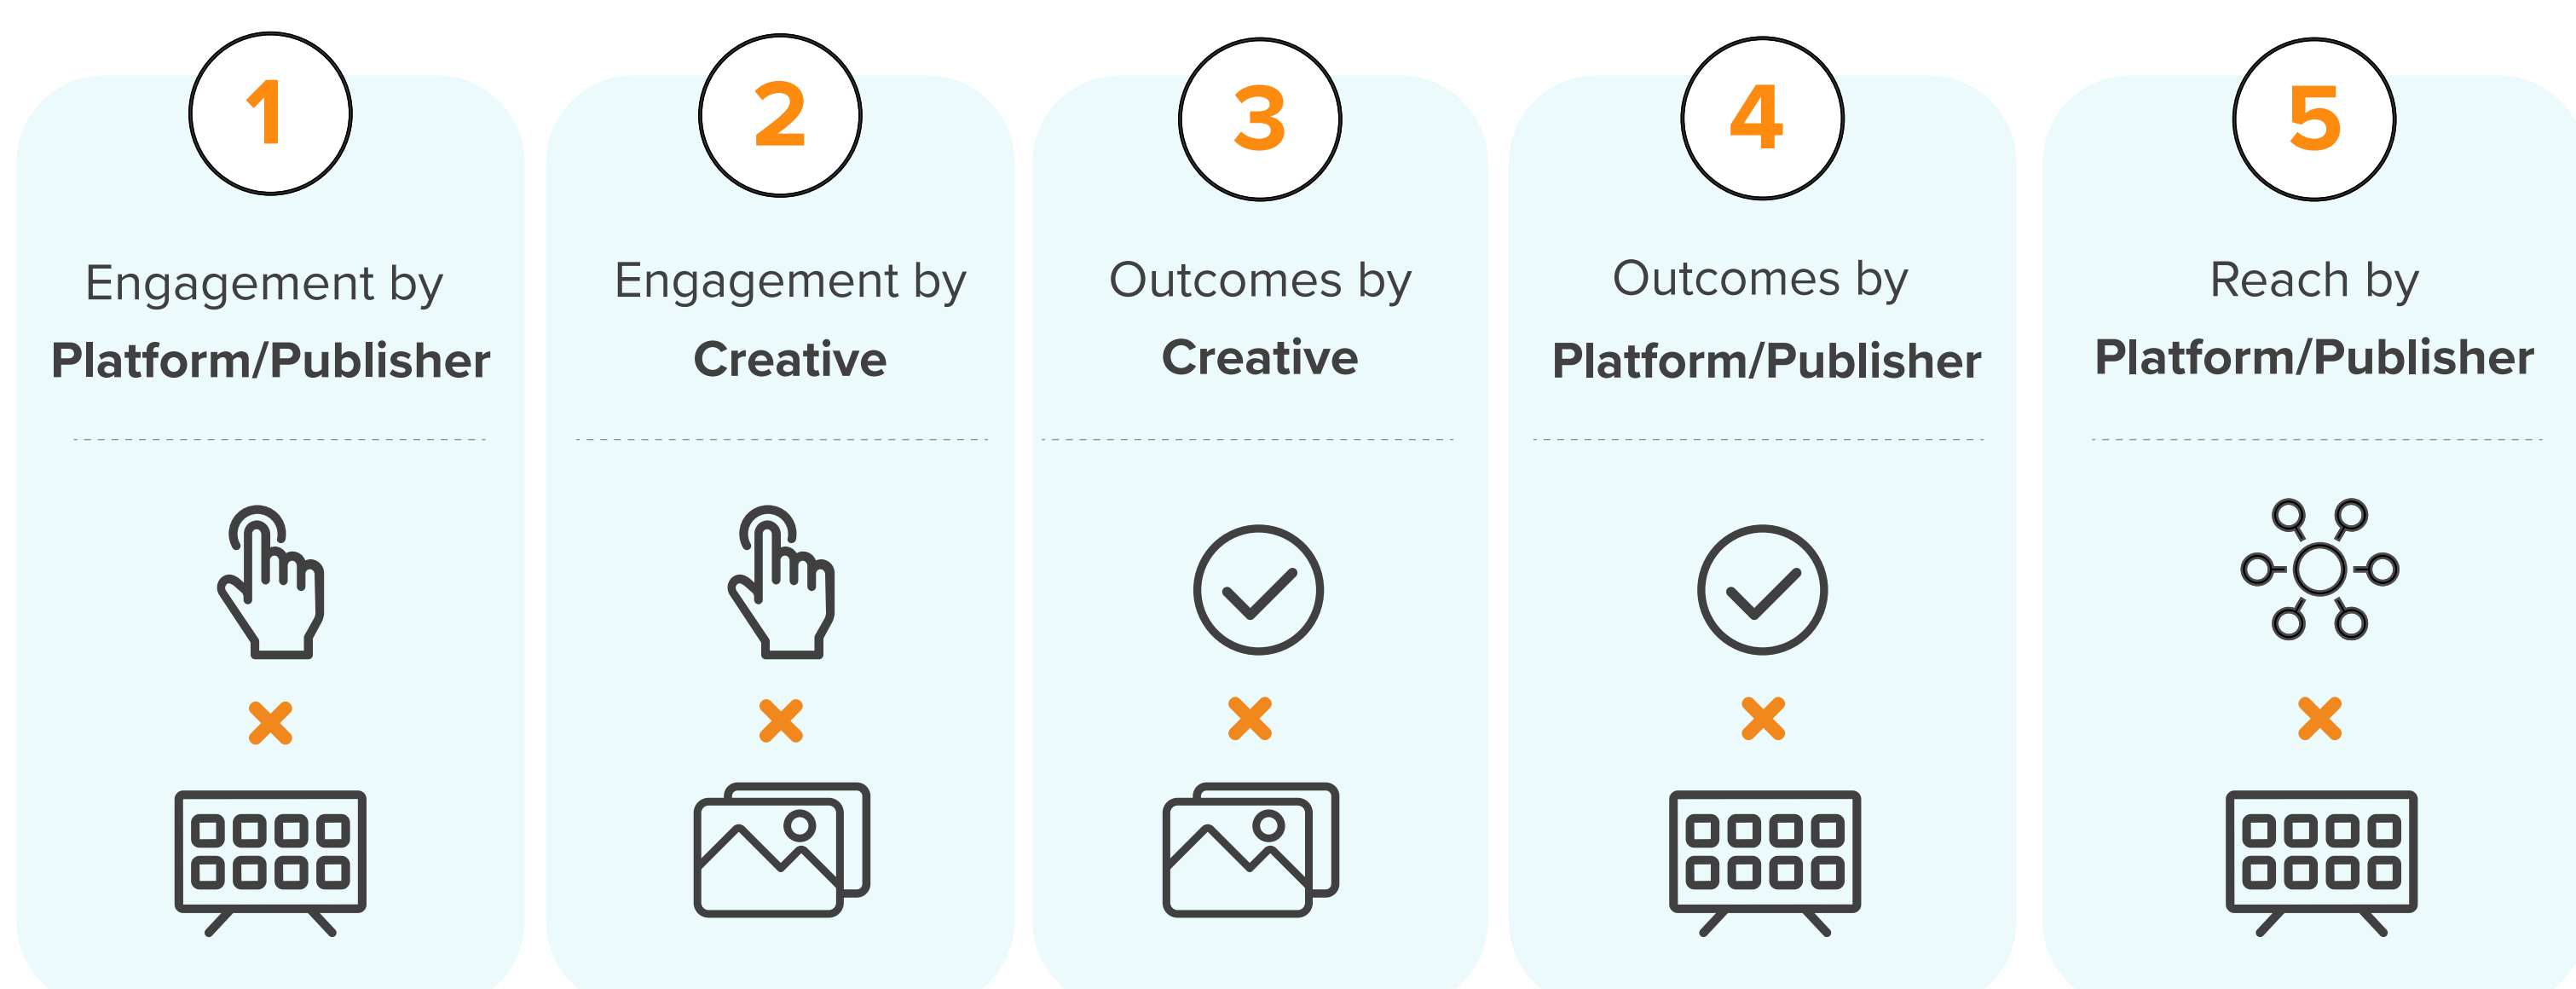 1
Engagement by
Platform/Publisher
2
Engagement by
Creative
3
Outcomes by
Creative
4
Outcomes by
Platform/Publisher
5
Reach by
Platform/Publisher